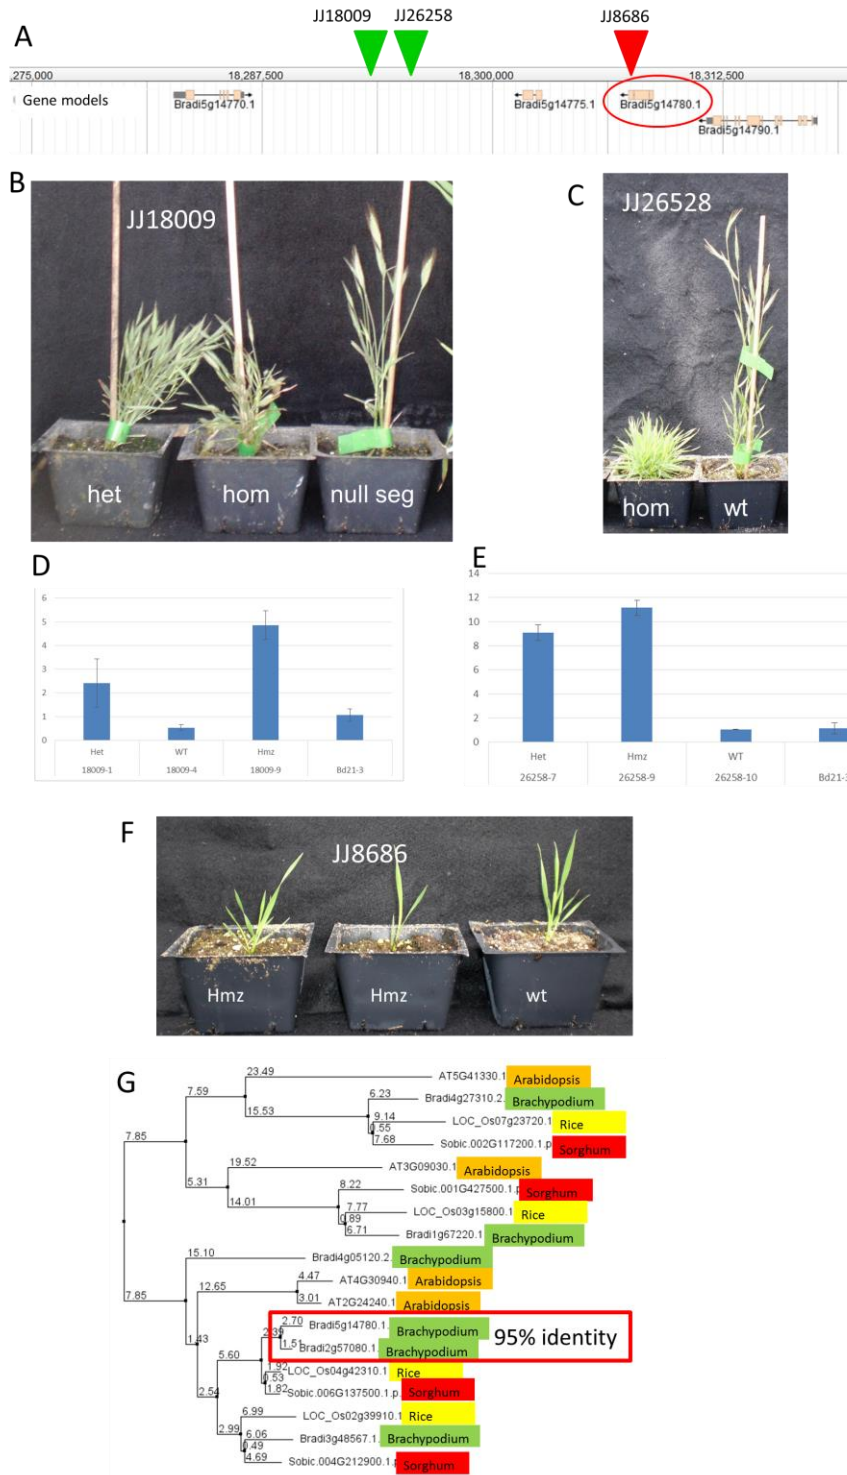 JJ18009 JJ26258 JJ8686
A
275,000 18,287,500 18,300,000 18,312,500
Gene models
Bradi5g14770.1 Bradi5g14775.1 Bradi5g14780.1
Bradi5g14790.1
B
JJ18009
het hom null seg
C
JJ26528
hom wt
D
6
5
4
3
2
1
0
Het WT Hmz
18009-1 18009-4 18009-9 Bd21-3
E
14
12
10
8
6
4
2
0
Het Hmz WT
26258-7 26258-9 26258-10 Bd21-3
F
JJ8686
Hmz Hmz wt
G
23.49 AT5G41330.1 Arabidopsis
7.59
6.23 Bradi4g27310.2. Brachypodium
15.53
9.14 LOC_Os07g23720.1 Rice
0.55
7.68 Sobic.002G117200.1.p Sorghum
7.85
19.52 AT3G09030.1 Arabidopsis
5.31
8.22 Sobic.001G427500.1.p Sorghum
14.01
7.77 LOC_Os03g15800.1 Rice
0.89
6.71 Bradi1g67220.1 Brachypodium
15.10 Bradi4g05120.2. Brachypodium
7.85
4.47 AT4G30940.1 Arabidopsis
12.65
3.01 AT2G24240.1 Arabidopsis
1.43
2.70 Bradi5g14780.1. Brachypodium
2.39
95% identity
1.51 Bradi2g57080.1. Brachypodium
5.60
1.92 LOC_Os04g42310.1 Rice
0.53
1.82 Sobic.006G137500.1.p. Sorghum
2.54
6.99 LOC_Os02g39910.1 Rice
2.99
6.06 Bradi3g48567.1. Brachypodium
0.49
4.69 Sobic.004G212900.1.p Sorghum